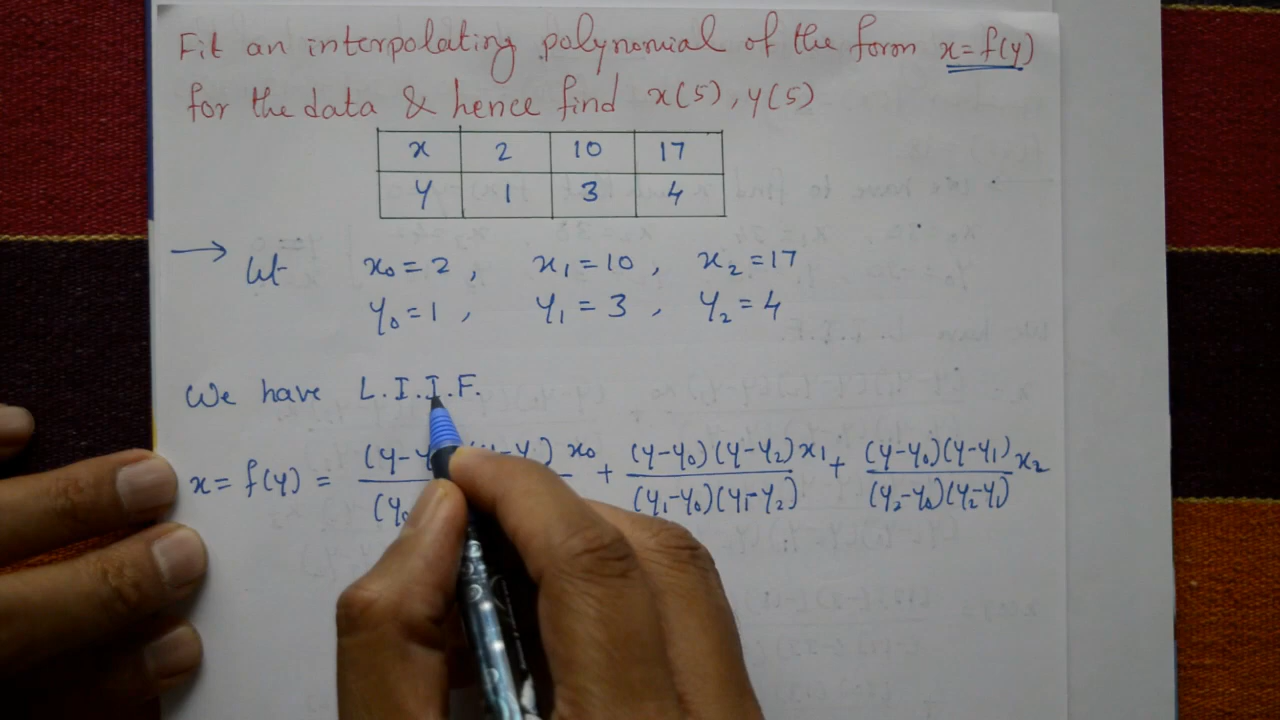 Fit an interpolating polynomial of the form x=f(y)
for the data & hence find x(5), y(5)
x 2 10 17
y 1 3 4
→ Let x₀ = 2 , x₁ = 10 , x₂ = 17
y₀ = 1 , y₁ = 3 , y₂ = 4
We have L.I.I.F.
x = f(y) = (y- x₀ + (y-y₀)(y-y₂)x₁ / (y₁-y₀)(y₁-y₂) + (y-y₀)(y-y₁) / (y₂-y₀)(y₂-y₁) x₂